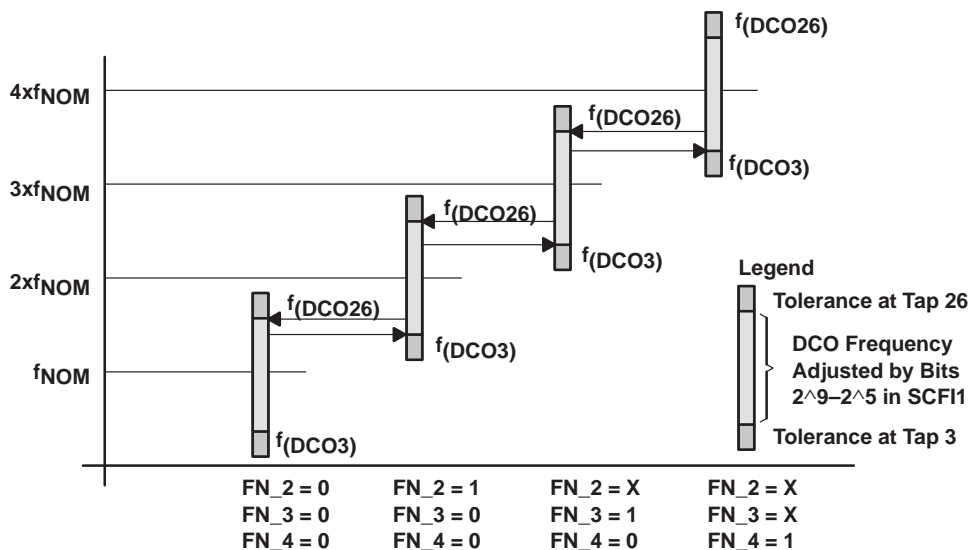 f(DCO26)
4xfNOM
f(DCO26)
f(DCO3)
3xfNOM
f(DCO26)
f(DCO3)
2xfNOM
f(DCO26)
f(DCO3)
fNOM
f(DCO3)
Legend
Tolerance at Tap 26
DCO Frequency
Adjusted by Bits
2^9–2^5 in SCFI1
Tolerance at Tap 3
FN_2 = 0 FN_2 = 1 FN_2 = X FN_2 = X
FN_3 = 0 FN_3 = 0 FN_3 = 1 FN_3 = X
FN_4 = 0 FN_4 = 0 FN_4 = 0 FN_4 = 1